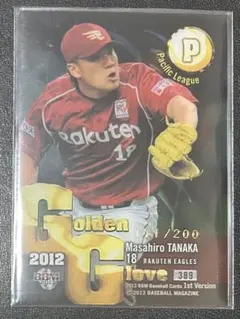 P
Pacific League
Rakuten
18
Golden
/200
2012
Masahiro TANAKA
18 RAKUTEN EAGLES
Glove
389
2013 BBM Baseball Cards 1st Version
© 2013 BASEBALL MAGAZINE